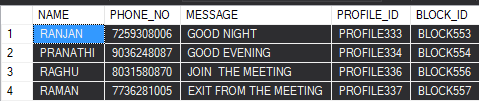 NAME PHONE_NO MESSAGE PROFILE_ID BLOCK_ID
1 RANJAN 7259308006 GOOD NIGHT PROFILE333 BLOCK553
2 PRANATHI 9036248087 GOOD EVENING PROFILE334 BLOCK554
3 RAGHU 8031580870 JOIN THE MEETING PROFILE336 BLOCK556
4 RAMAN 7736281005 EXIT FROM THE MEETING PROFILE337 BLOCK557